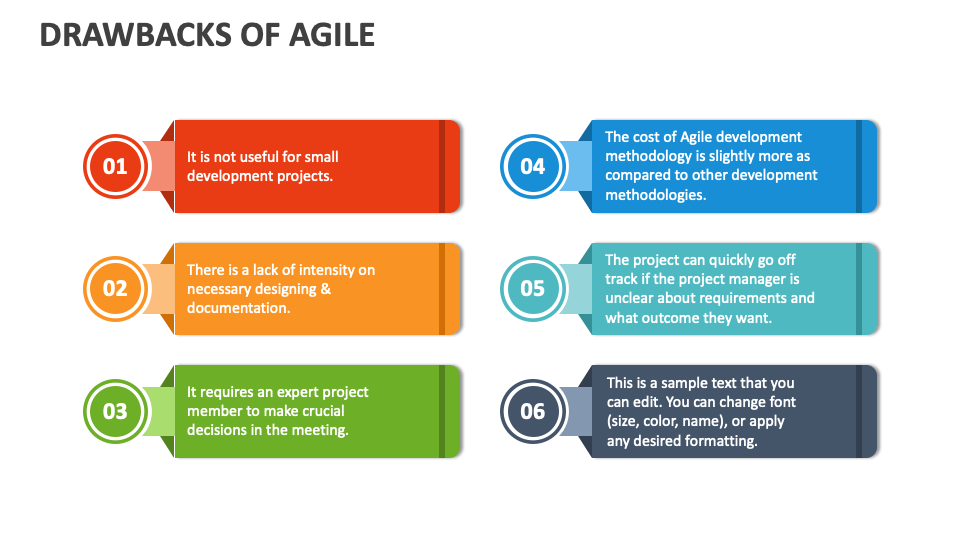 DRAWBACKS OF AGILE
01
It is not useful for small
development projects.
02
There is a lack of intensity on
necessary designing &
documentation.
03
It requires an expert project
member to make crucial
decisions in the meeting.
04
The cost of Agile development
methodology is slightly more as
compared to other development
methodologies.
05
The project can quickly go off
track if the project manager is
unclear about requirements and
what outcome they want.
06
This is a sample text that you
can edit. You can change font
(size, color, name), or apply
any desired formatting.